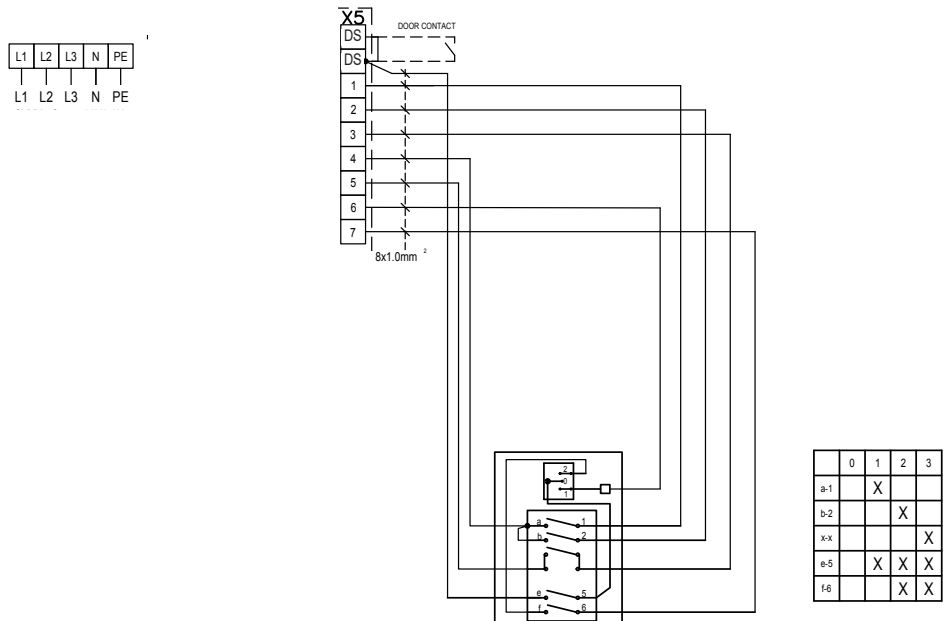 X5
DOOR CONTACT
DS
DS
1
2
3
4
5
6
7
8x1.0mm ²
L1 L2 L3 N PE
L1 L2 L3 N PE
2
0
1
a 1
b 2
e 5
f 6
0 1 2 3
a-1 X
b-2 X
x-x X
e-5 X X X
f-6 X X